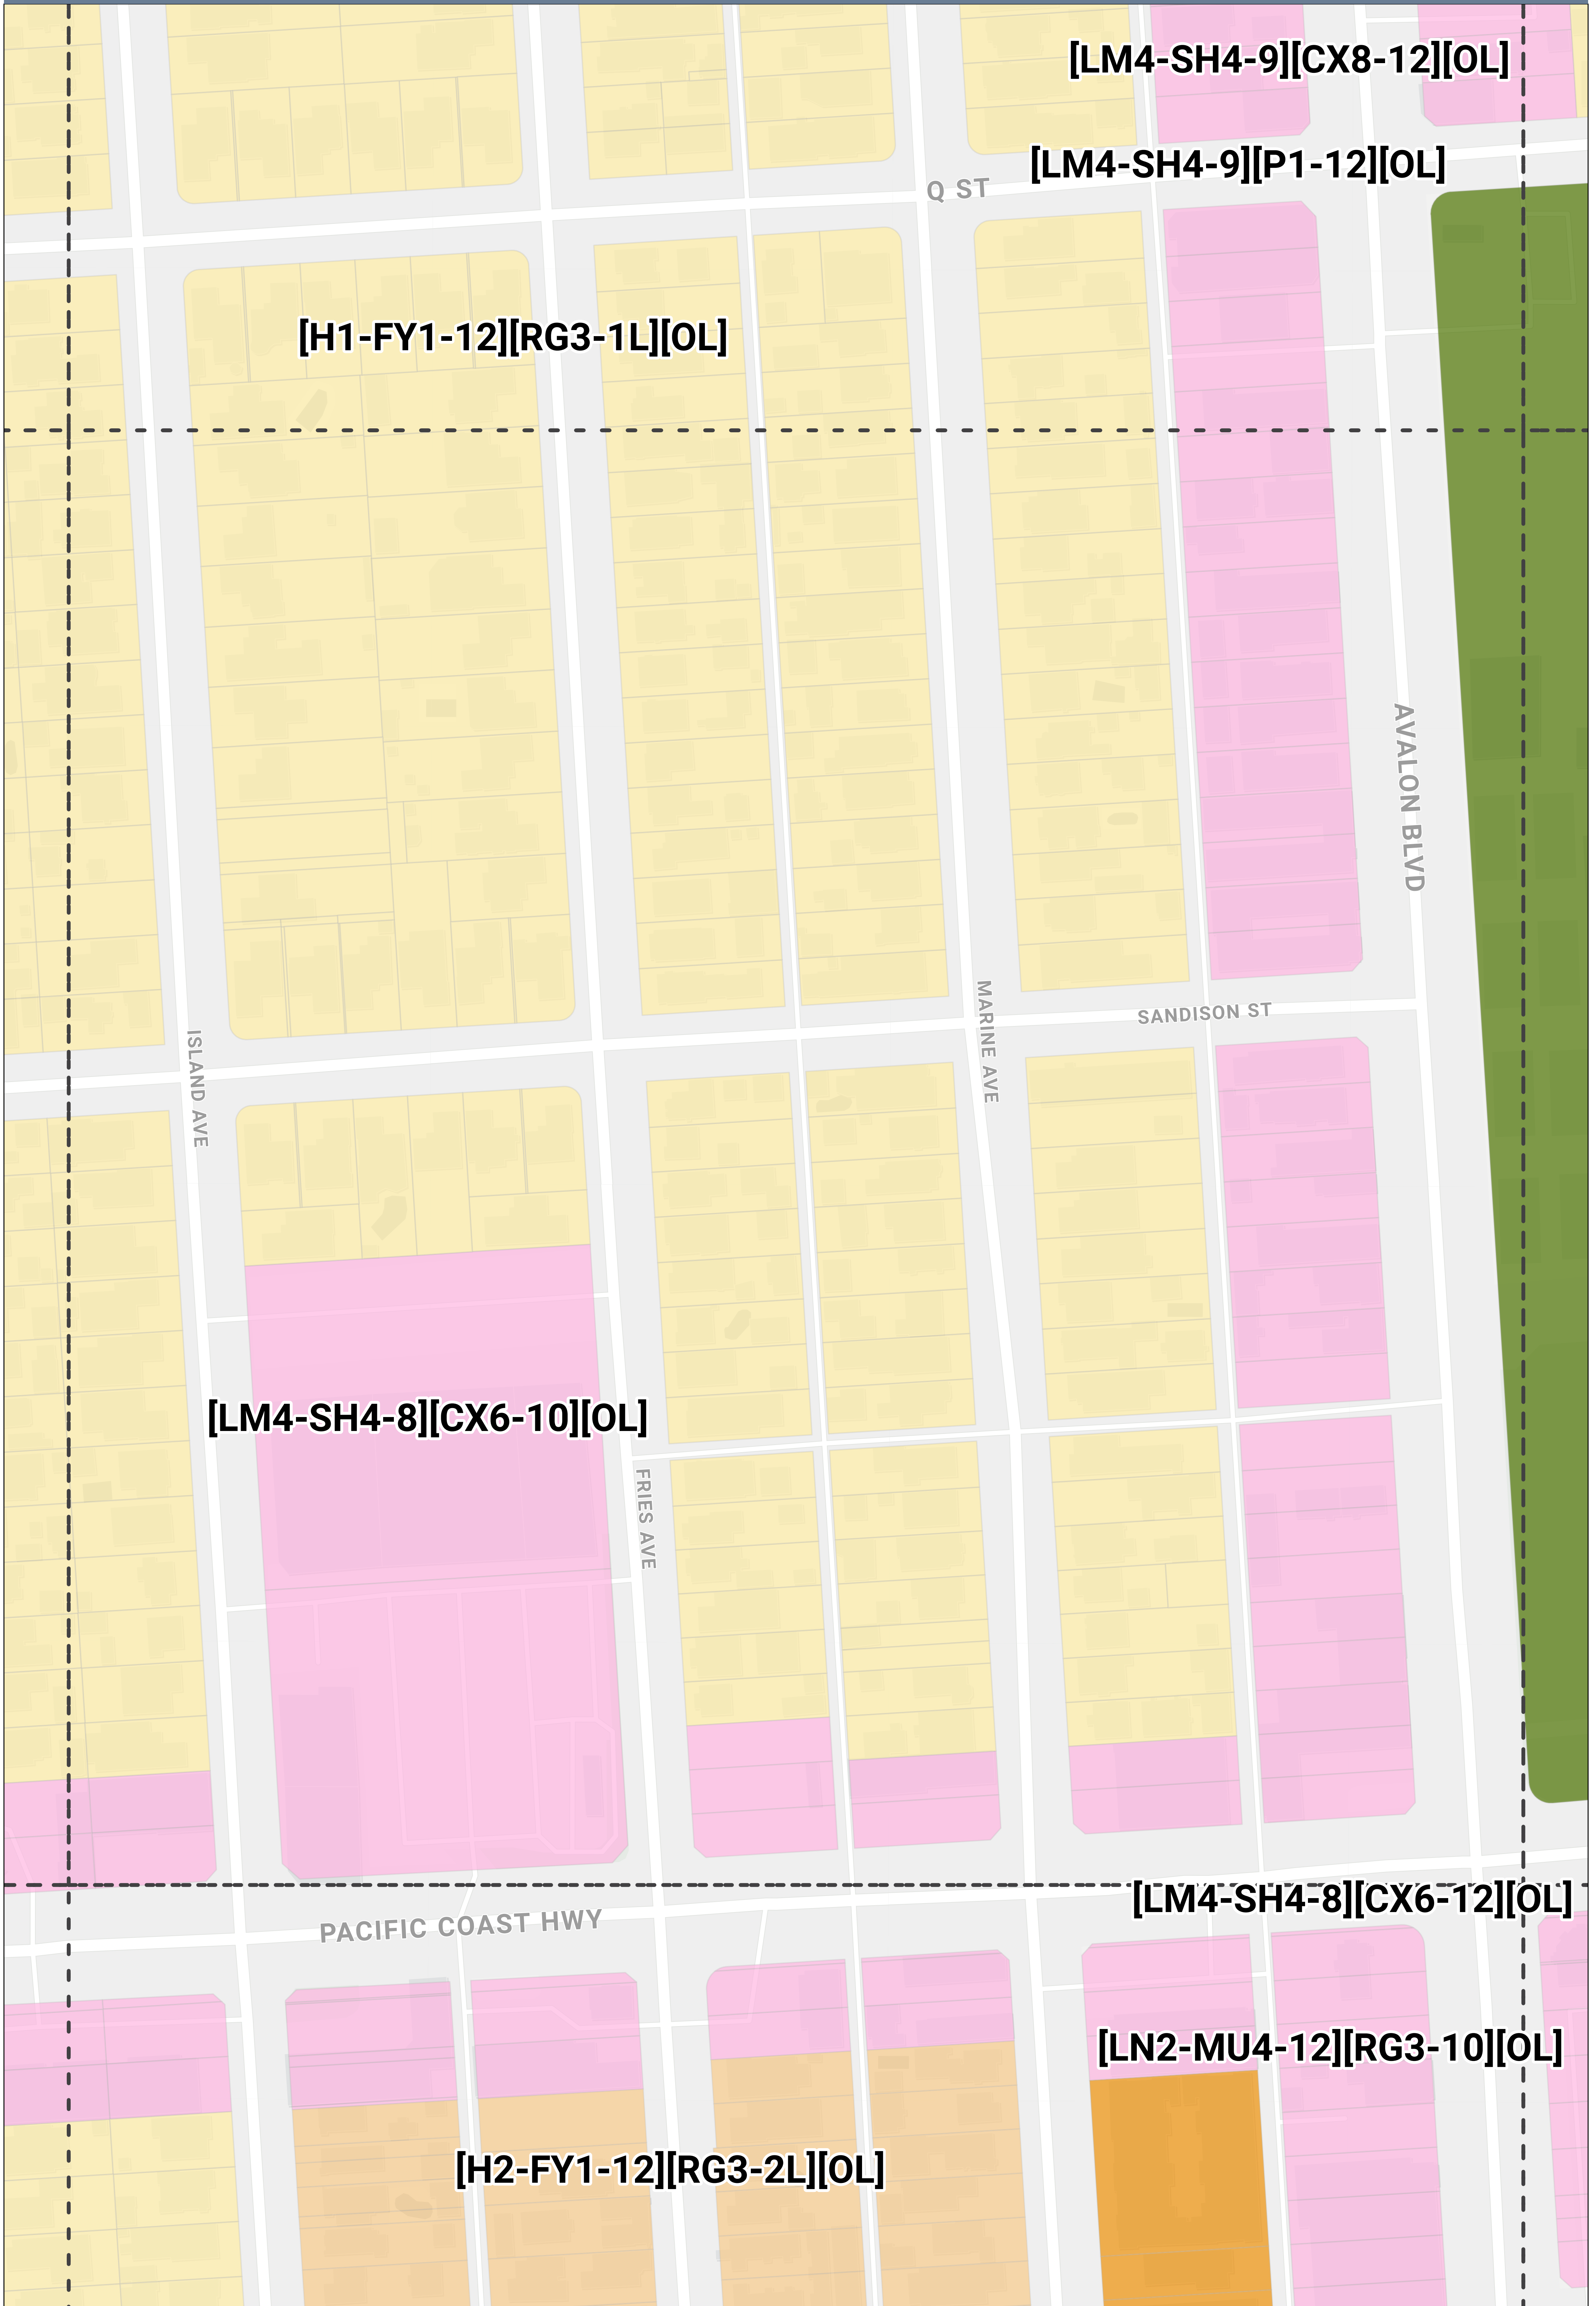 [LM4-SH4-9][CX8-12][OL]
[LM4-SH4-9][P1-12][OL]
Q ST
[H1-FY1-12][RG3-1L][OL]
AVALON BLVD
MARINE AVE
SANDISON ST
ISLAND AVE
[LM4-SH4-8][CX6-10][OL]
FRIES AVE
[LM4-SH4-8][CX6-12][OL]
PACIFIC COAST HWY
[LN2-MU4-12][RG3-10][OL]
[H2-FY1-12][RG3-2L][OL]